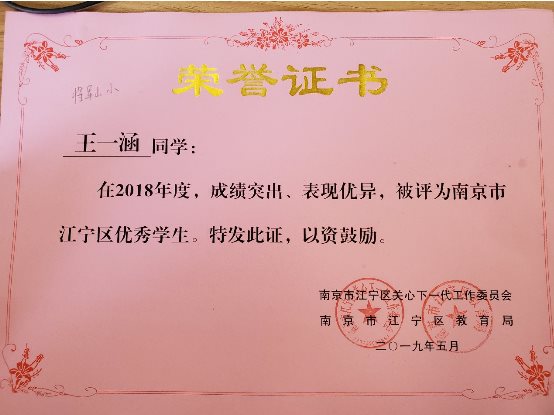 荣誉证书
将军山小
王一涵 同学：
在2018年度，成绩突出、表现优异，被评为南京市
江宁区优秀学生。特发此证，以资鼓励。
南京市江宁区关心下一代工作委员会
南京市江宁区教育局
二〇一九年五月